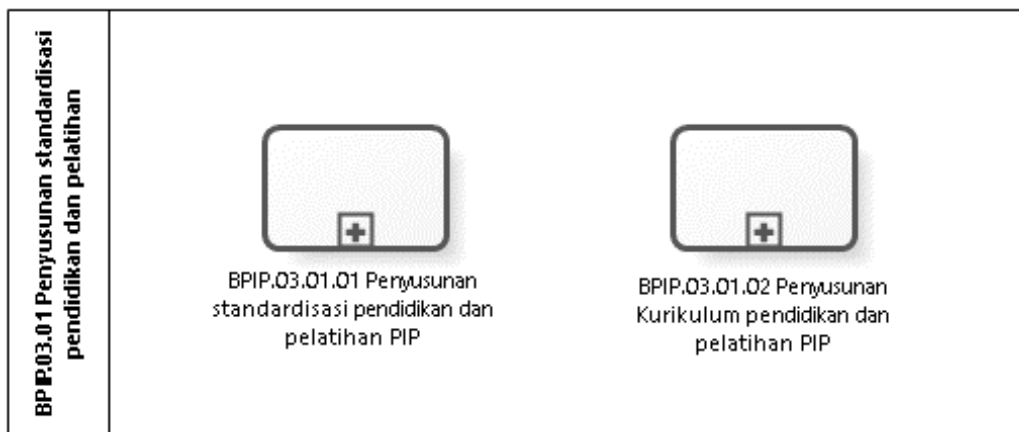 BPIP.03.01 Penyusunan standardisasi
pendidikan dan pelatihan
BPIP.03.01.01 Penyusunan
standardisasi pendidikan dan
pelatihan PIP
BPIP.03.01.02 Penyusunan
Kurikulum pendidikan dan
pelatihan PIP